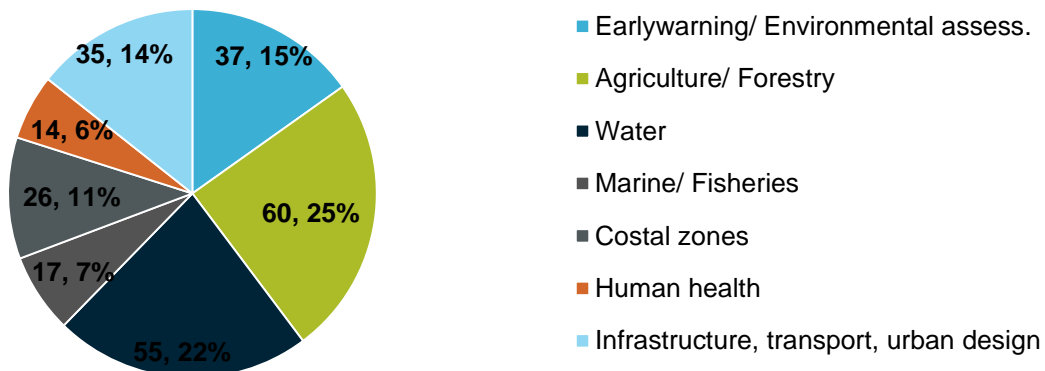 35, 14%
37, 15%
14, 6%
26, 11%
60, 25%
17, 7%
55, 22%
Earlywarning/ Environmental assess.
Agriculture/ Forestry
Water
Marine/ Fisheries
Costal zones
Human health
Infrastructure, transport, urban design